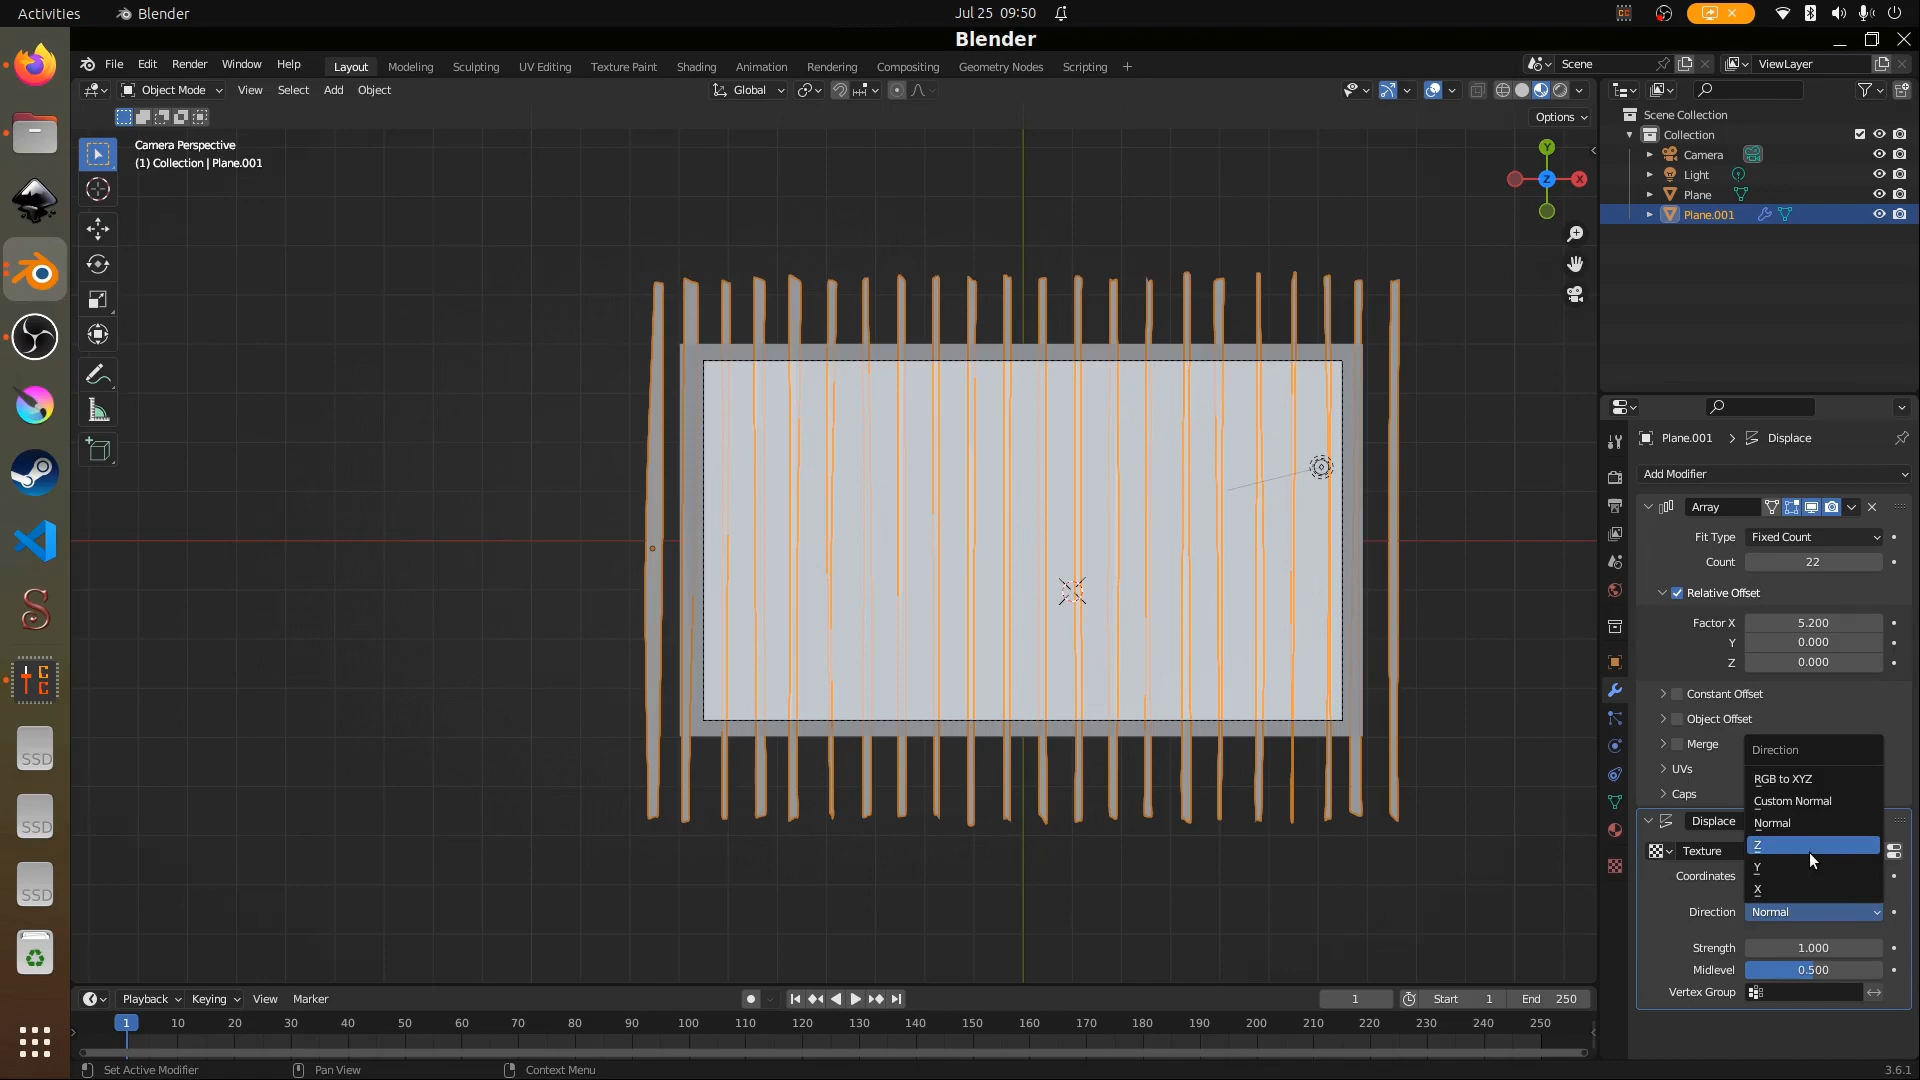 Activities
Blender
Jul 25 09:50
Blender
File Edit Render Window Help
Layout Modeling Sculpting UV Editing Texture Paint Shading Animation Rendering Compositing Geometry Nodes Scripting +
Scene
ViewLayer
Object Mode View Select Add Object
Global
Options
Camera Perspective
(1) Collection | Plane.001
Y
X
Z
Scene Collection
Collection
Camera
Light
Plane
Plane.001
Plane.001 > Displace
Add Modifier
Array
Fit Type Fixed Count
Count 22
Relative Offset
Factor X 5.200
Y 0.000
Z 0.000
Constant Offset
Object Offset
Merge
UVs
Caps
Direction
RGB to XYZ
Custom Normal
Normal
Z
Y
X
Displace
Texture
Coordinates
Direction Normal
Strength 1.000
Midlevel 0.500
Vertex Group
SSD
SSD
SSD
Playback Keying View Marker
1 Start 1 End 250
1 10 20 30 40 50 60 70 80 90 100 110 120 130 140 150 160 170 180 190 200 210 220 230 240 250
Set Active Modifier Pan View Context Menu
3.6.1